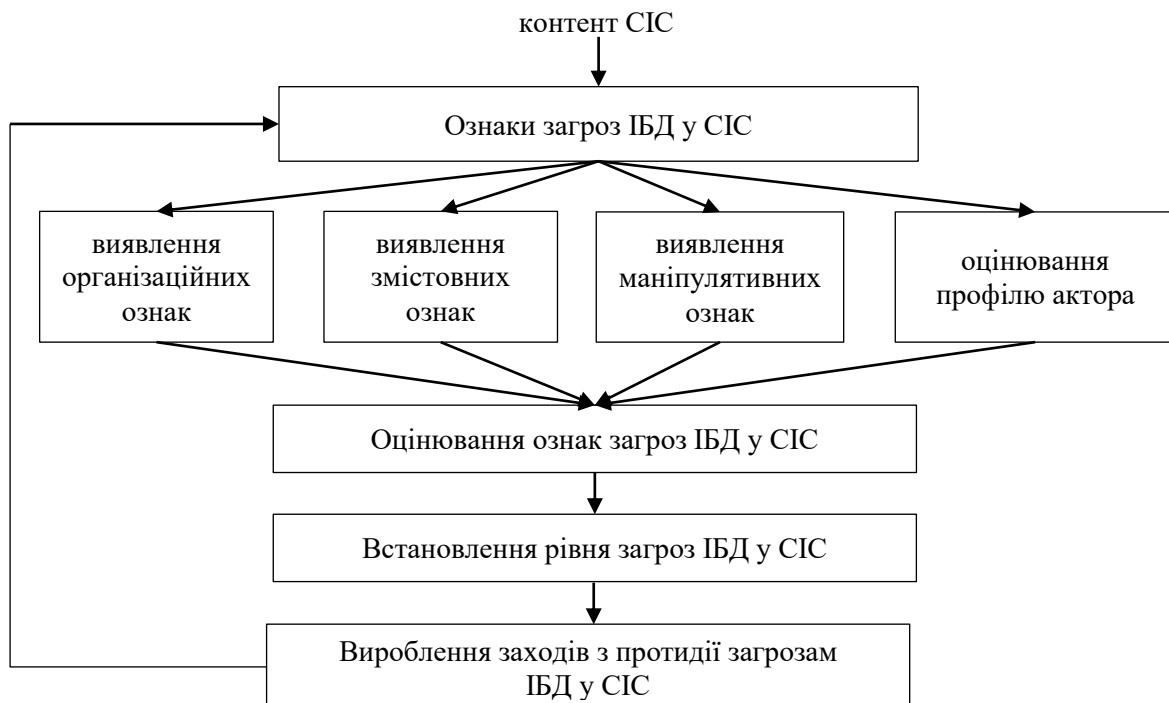 контент СІС
Ознаки загроз ІБД у СІС
виявлення
організаційних
ознак
виявлення
змістовних
ознак
виявлення
маніпулятивних
ознак
оцінювання
профілю актора
Оцінювання ознак загроз ІБД у СІС
Встановлення рівня загроз ІБД у СІС
Вироблення заходів з протидії загрозам
ІБД у СІС